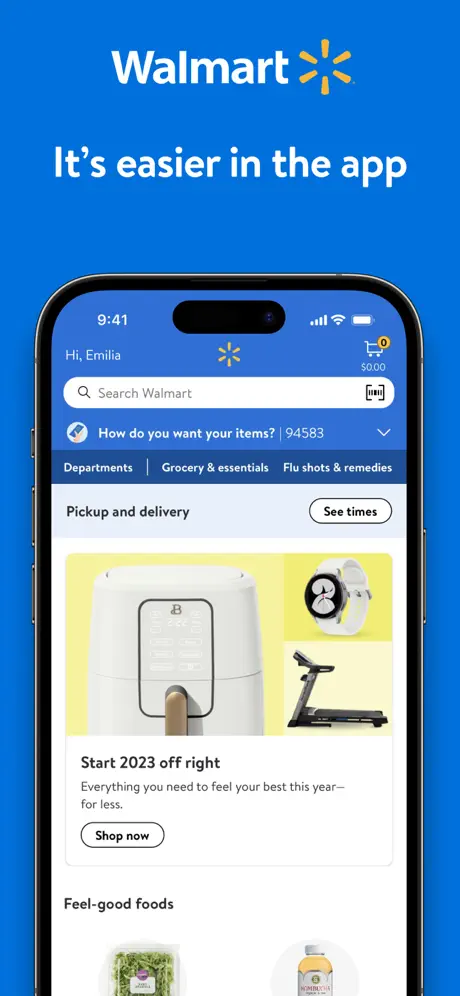 Walmart
It's easier in the app
9:41
Hi, Emilia
0
$0.00
Search Walmart
How do you want your items? | 94583
Departments | Grocery & essentials Flu shots & remedies
Pickup and delivery
See times
B
Start 2023 off right
Everything you need to feel your best this year—
for less.
Shop now
Feel-good foods